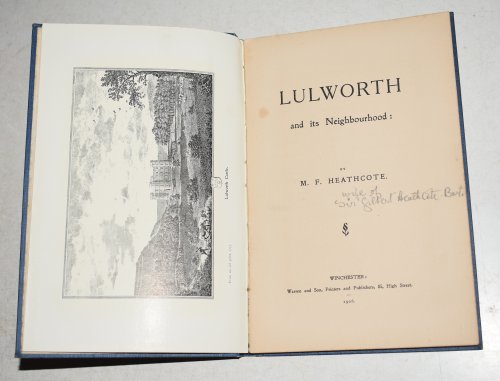 Lulworth Castle.
LULWORTH
and its Neighbourhood:
BY
M. F. HEATHCOTE.
wife of
Sir Gilbert Heathcote Bart.
WINCHESTER:
Warren and Son, Printers and Publishers, 85, High Street.